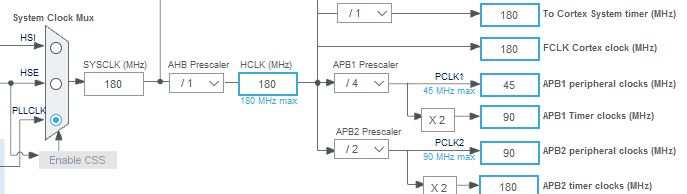 System Clock Mux
HSI
HSE
PLLCLK
Enable CSS
SYSCLK (MHz)
180
AHB Prescaler
/ 1
HCLK (MHz)
180
180 MHz max
/ 1
180
To Cortex System timer (MHz)
180
FCLK Cortex clock (MHz)
APB1 Prescaler
/ 4
PCLK1
45 MHz max
45
APB1 peripheral clocks (MHz)
X 2
90
APB1 Timer clocks (MHz)
APB2 Prescaler
/ 2
PCLK2
90 MHz max
90
APB2 peripheral clocks (MHz)
X 2
180
APB2 timer clocks (MHz)